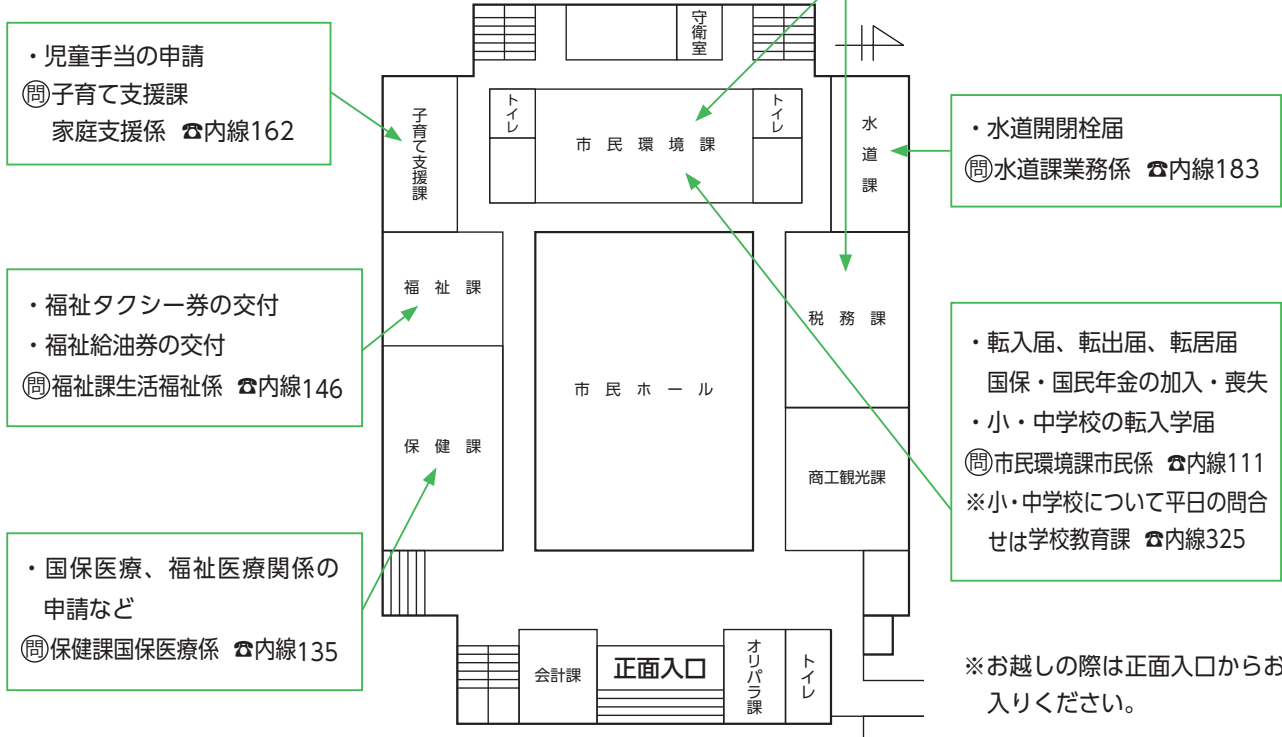 ・児童手当の申請
㉄子育て支援課
家庭支援係 ☎内線162
・福祉タクシー券の交付
・福祉給油券の交付
㉄福祉課生活福祉係 ☎内線146
・国保医療、福祉医療関係の
申請など
㉄保健課国保医療係 ☎内線135
守衛室
子育て支援課
トイレ
市民環境課
トイレ
水道課
福祉課
税務課
市民ホール
保健課
商工観光課
会計課
正面入口
オリパラ課
トイレ
・水道開閉栓届
㉄水道課業務係 ☎内線183
・転入届、転出届、転居届
国保・国民年金の加入・喪失
・小・中学校の転入学届
㉄市民環境課市民係 ☎内線111
※小・中学校について平日の問合
せは学校教育課 ☎内線325
※お越しの際は正面入口からお
入りください。